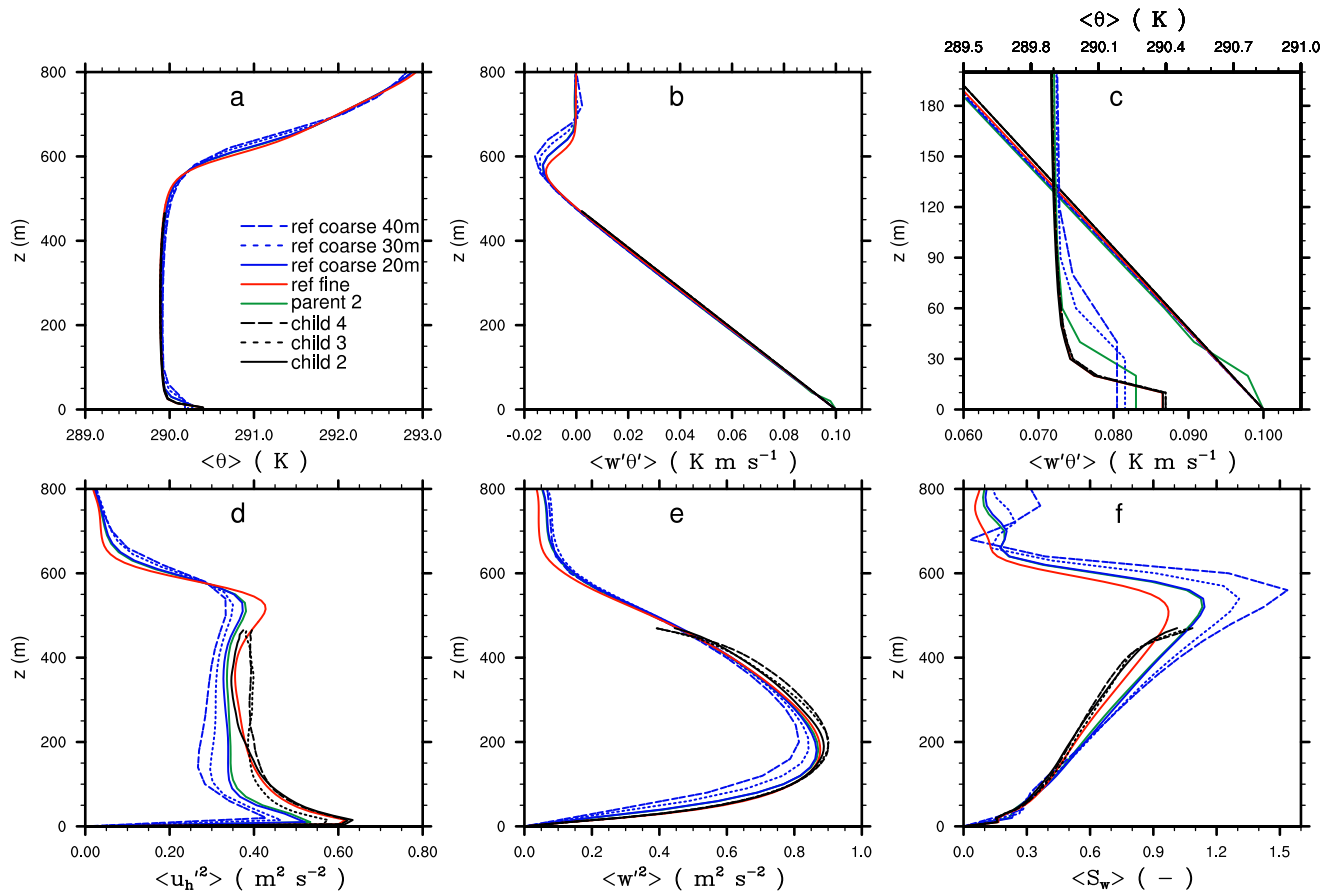 <θ> ( K )
289.5 289.8 290.1 290.4 290.7 291.0
800
600
400
200
0
z (m)
a
ref coarse 40m
ref coarse 30m
ref coarse 20m
ref fine
parent 2
child 4
child 3
child 2
289.0 290.0 291.0 292.0 293.0
<θ> ( K )
800
600
400
200
0
z (m)
b
-0.02 0.00 0.02 0.04 0.06 0.08 0.10
<w'θ'> ( K m s⁻¹ )
180
150
120
90
60
30
0
z (m)
c
0.060 0.070 0.080 0.090 0.100
<w'θ'> ( K m s⁻¹ )
800
600
400
200
0
z (m)
d
0.00 0.20 0.40 0.60 0.80
<u_h'²> ( m² s⁻² )
800
600
400
200
0
z (m)
e
0.0 0.2 0.4 0.6 0.8 1.0
<w'²> ( m² s⁻² )
800
600
400
200
0
z (m)
f
0.0 0.3 0.6 0.9 1.2 1.5
<S_w> ( − )